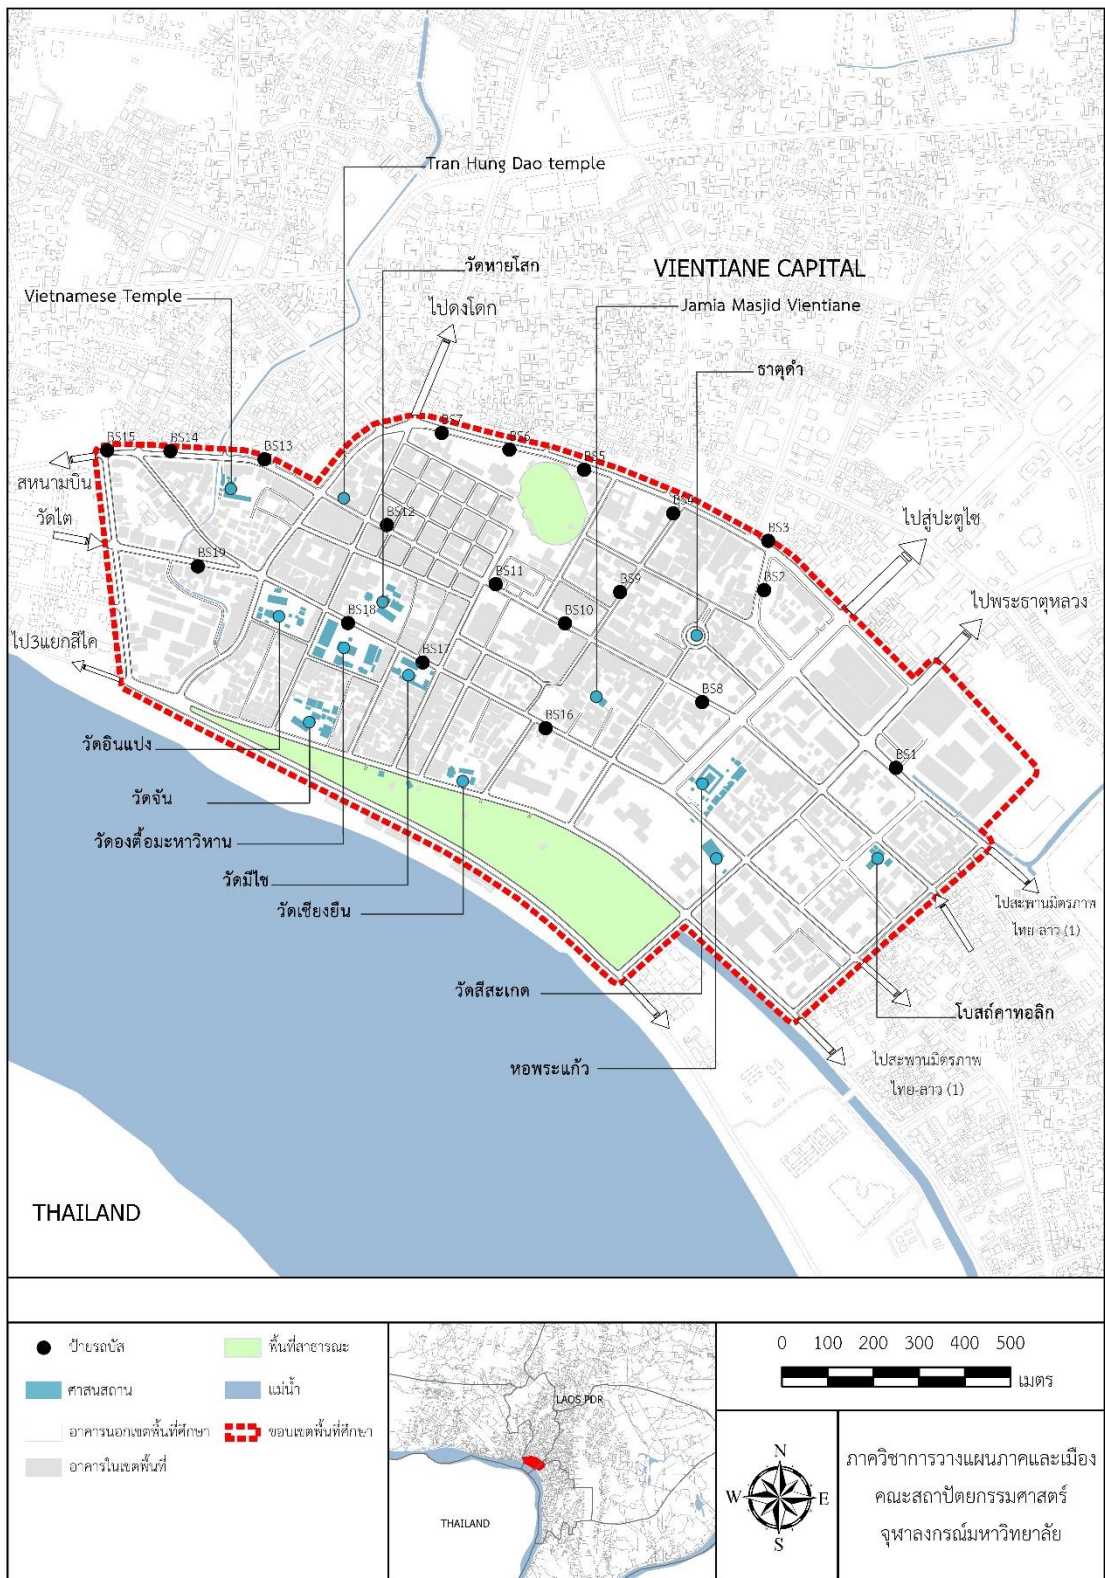 Tran Hung Dao temple
วัดหายโสก
VIENTIANE CAPITAL
Vietnamese Temple
ไปดงโดก
Jamia Masjid Vientiane
ธาตุดำ
BS7
BS6
BS15
BS14
BS13
BS5
สหนามบิน
วัดไต
BS4
BS12
ไปสู่ปะตูไซ
BS3
BS19
BS11
BS9
BS2
ไปพระธาตุหลวง
BS18
BS10
ไป3แยกสีไค
BS17
BS8
BS16
วัดอินแปง
BS1
วัดจัน
วัดองตื้อมะหาวิหาน
วัดมีไช
วัดเชียงยืน
ไปสะพานมิตรภาพ
ไทย-ลาว (1)
วัดสีสะเกด
โบสถ์คาทอลิก
หอพระแก้ว
ไปสะพานมิตรภาพ
ไทย-ลาว (1)
THAILAND
ป้ายรถบัส
พื้นที่สาธารณะ
ศาสนสถาน
แม่น้ำ
อาคารนอกเขตพื้นที่ศึกษา
ขอบเขตพื้นที่ศึกษา
อาคารในเขตพื้นที่
LAOS PDR
THAILAND
0 100 200 300 400 500
เมตร
N
W E
S
ภาควิชาการวางแผนภาคและเมือง
คณะสถาปัตยกรรมศาสตร์
จุฬาลงกรณ์มหาวิทยาลัย